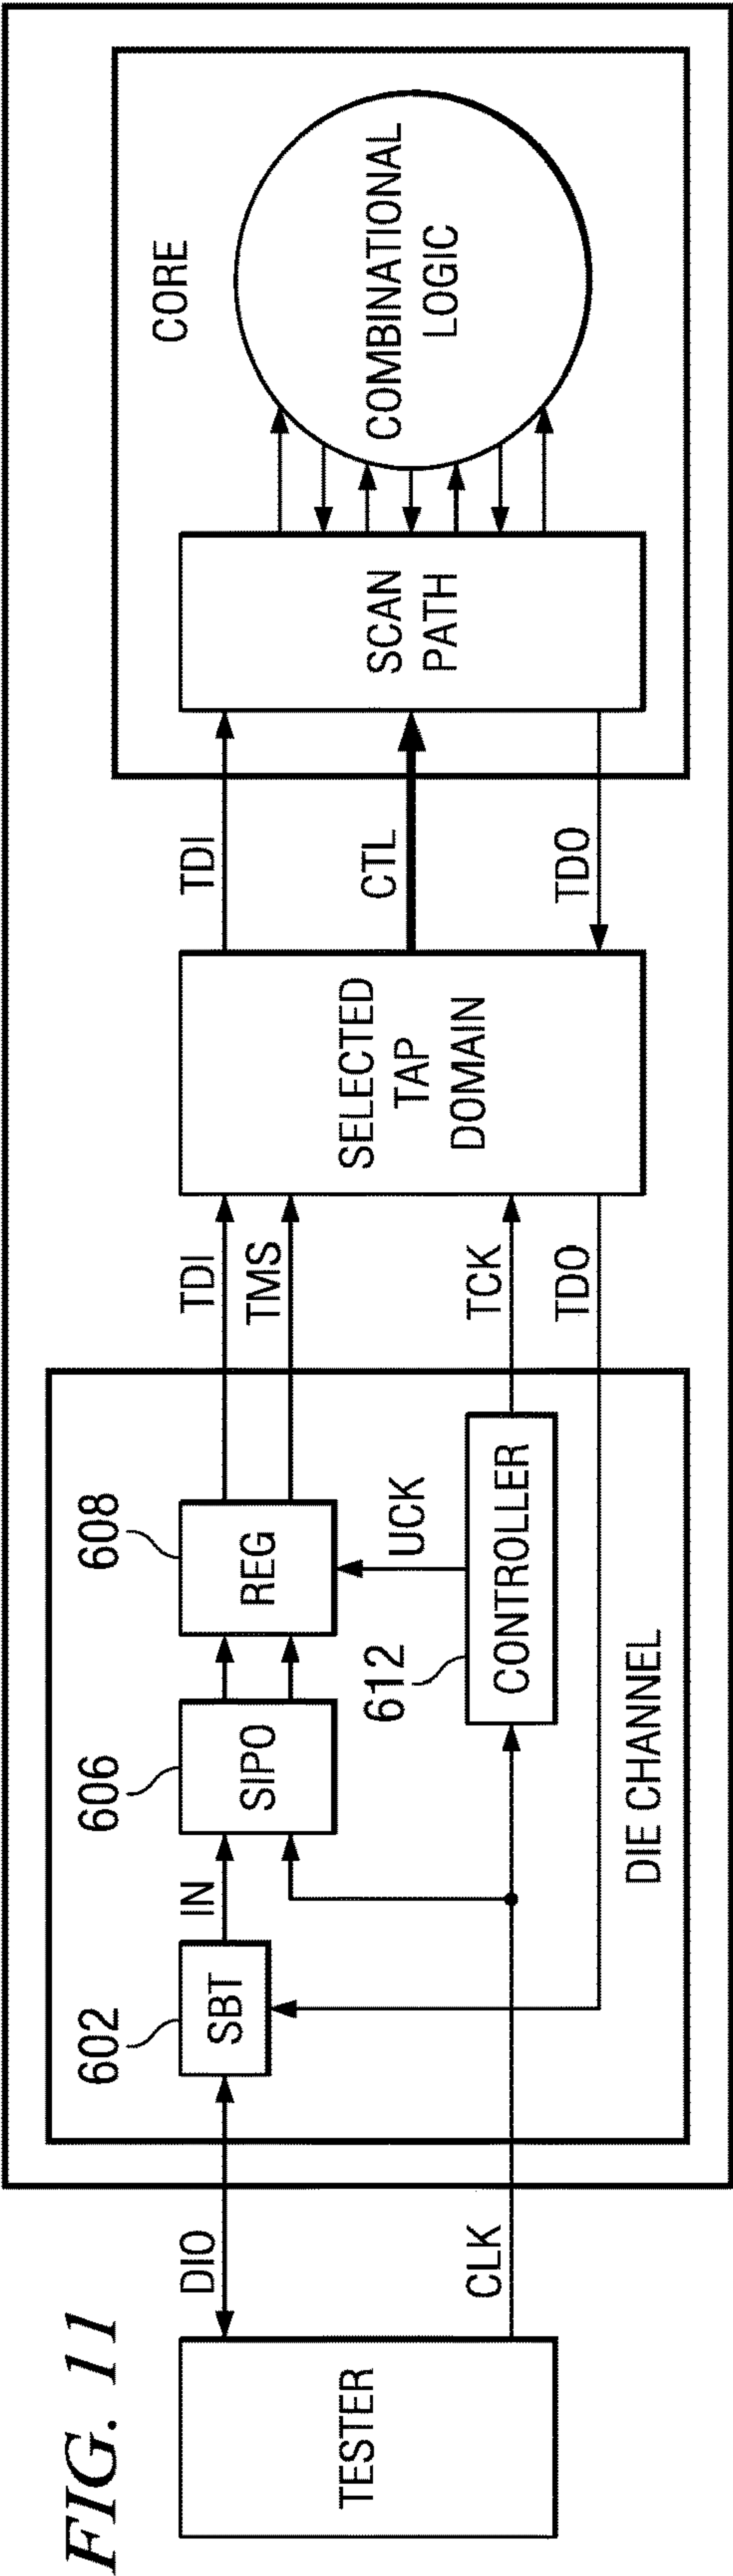 FIG. 11
TESTER
DIO
CLK
602
SBT
IN
606
SIPO
608
REG
612
UCK
CONTROLLER
DIE CHANNEL
TDI
TMS
TCK
TDO
SELECTED
TAP
DOMAIN
TDI
CTL
TDO
CORE
SCAN
PATH
COMBINATIONAL
LOGIC